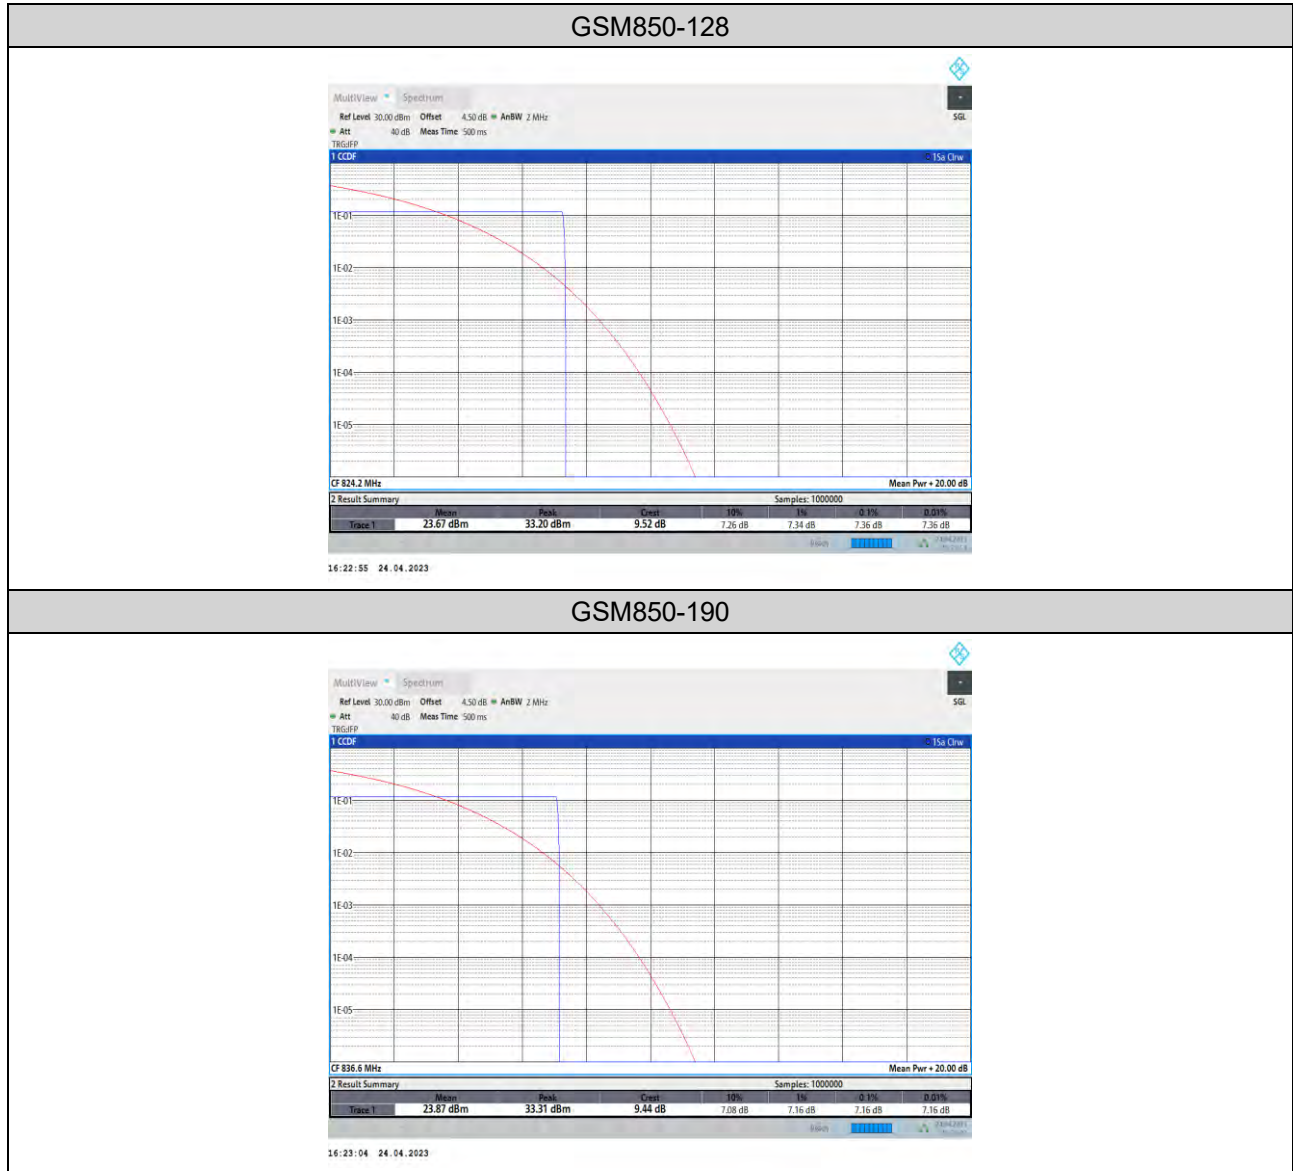 GSM850-128
MultiView Spectrum
Ref Level 30.00 dBm Offset 4.50 dB AnBW 2 MHz
SGL
Att 40 dB Meas Time 500 ms
TRG:IFP
1 CCDF 1Sa Clrw
1E-01
1E-02
1E-03
1E-04
1E-05
CF 824.2 MHz Mean Pwr + 20.00 dB
2 Result Summary Samples: 1000000
Mean Peak Crest 10% 1% 0.1% 0.01%
Trace 1 23.67 dBm 33.20 dBm 9.52 dB 7.26 dB 7.34 dB 7.36 dB 7.36 dB
16:22:55 24.04.2023
GSM850-190
MultiView Spectrum
Ref Level 30.00 dBm Offset 4.50 dB AnBW 2 MHz
SGL
Att 40 dB Meas Time 500 ms
TRG:IFP
1 CCDF 1Sa Clrw
1E-01
1E-02
1E-03
1E-04
1E-05
CF 836.6 MHz Mean Pwr + 20.00 dB
2 Result Summary Samples: 1000000
Mean Peak Crest 10% 1% 0.1% 0.01%
Trace 1 23.87 dBm 33.31 dBm 9.44 dB 7.08 dB 7.16 dB 7.16 dB 7.16 dB
16:23:04 24.04.2023